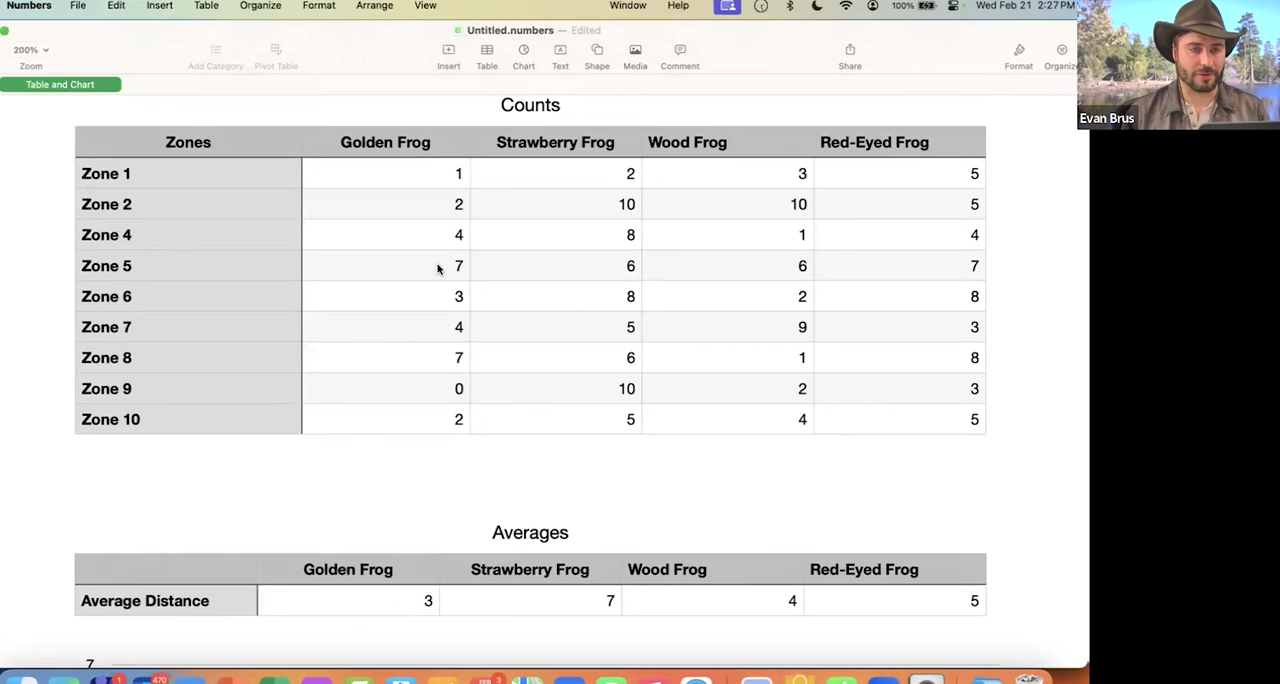 Numbers File Edit Insert Table Organize Format Arrange View Window Help 100% Wed Feb 21 2:27 PM
Untitled.numbers — Edited
200%
Zoom Add Category Pivot Table Insert Table Chart Text Shape Media Comment Share Format Organize
Table and Chart
Evan Brus
Counts
Zones Golden Frog Strawberry Frog Wood Frog Red-Eyed Frog
Zone 1 1 2 3 5
Zone 2 2 10 10 5
Zone 4 4 8 1 4
Zone 5 7 6 6 7
Zone 6 3 8 2 8
Zone 7 4 5 9 3
Zone 8 7 6 1 8
Zone 9 0 10 2 3
Zone 10 2 5 4 5
Averages
Golden Frog Strawberry Frog Wood Frog Red-Eyed Frog
Average Distance 3 7 4 5
7
1 470 3